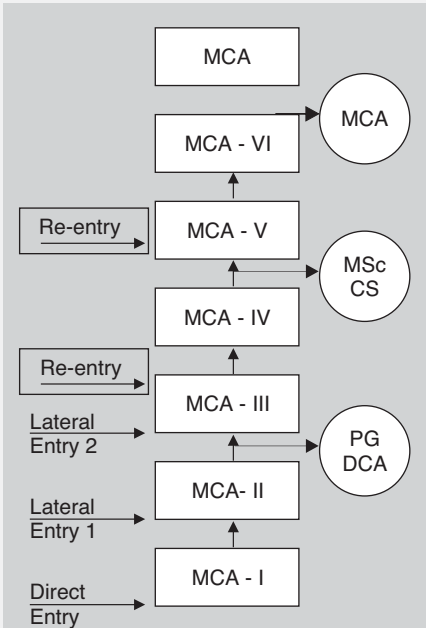 MCA
MCA
MCA - VI
Re-entry
MCA - V
MSc
CS
MCA - IV
Re-entry
MCA - III
Lateral
Entry 2
PG
DCA
MCA- II
Lateral
Entry 1
MCA - I
Direct
Entry